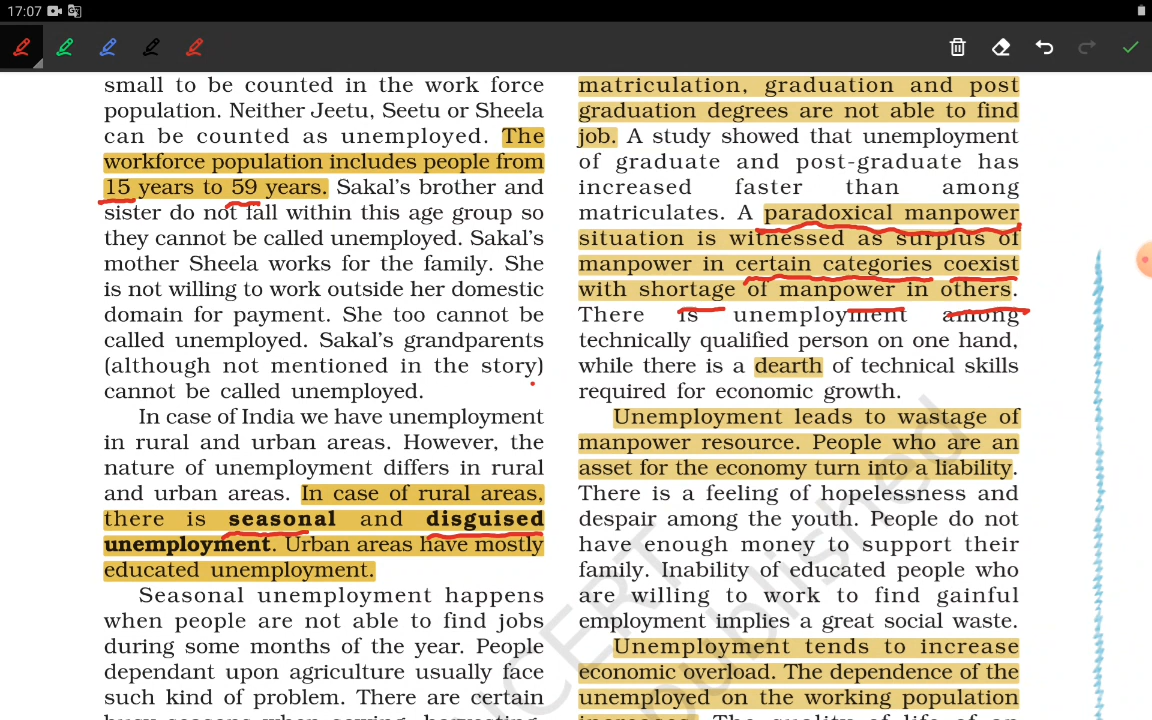 17:07
small to be counted in the work force
population. Neither Jeetu, Seetu or Sheela
can be counted as unemployed. The
workforce population includes people from
15 years to 59 years. Sakal's brother and
sister do not fall within this age group so
they cannot be called unemployed. Sakal's
mother Sheela works for the family. She
is not willing to work outside her domestic
domain for payment. She too cannot be
called unemployed. Sakal's grandparents
(although not mentioned in the story)
cannot be called unemployed.
In case of India we have unemployment
in rural and urban areas. However, the
nature of unemployment differs in rural
and urban areas. In case of rural areas,
there is seasonal and disguised
unemployment. Urban areas have mostly
educated unemployment.
Seasonal unemployment happens
when people are not able to find jobs
during some months of the year. People
dependant upon agriculture usually face
such kind of problem. There are certain
busy seasons when sowing, harvesting,
matriculation, graduation and post
graduation degrees are not able to find
job. A study showed that unemployment
of graduate and post-graduate has
increased faster than among
matriculates. A paradoxical manpower
situation is witnessed as surplus of
manpower in certain categories coexist
with shortage of manpower in others.
There is unemployment among
technically qualified person on one hand,
while there is a dearth of technical skills
required for economic growth.
Unemployment leads to wastage of
manpower resource. People who are an
asset for the economy turn into a liability.
There is a feeling of hopelessness and
despair among the youth. People do not
have enough money to support their
family. Inability of educated people who
are willing to work to find gainful
employment implies a great social waste.
Unemployment tends to increase
economic overload. The dependence of the
unemployed on the working population
increases. The quality of life of an